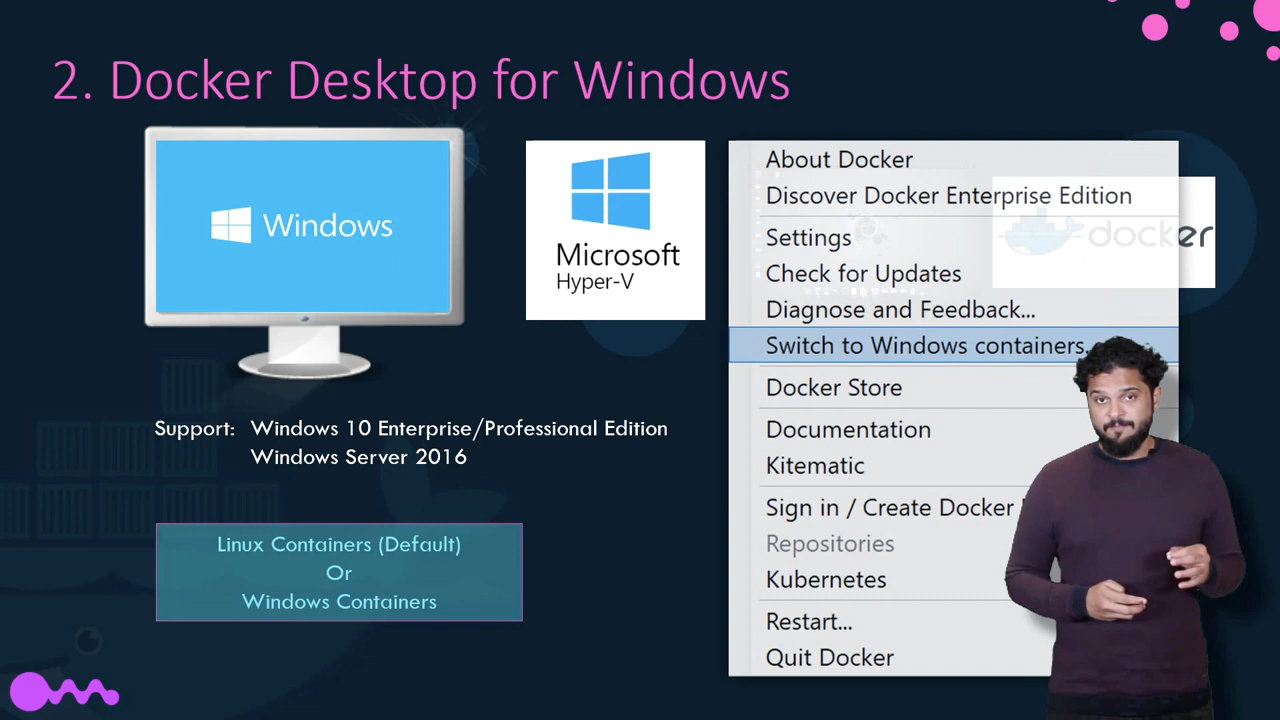 2. Docker Desktop for Windows
Windows
Microsoft
Hyper-V
About Docker
Discover Docker Enterprise Edition
Settings
Check for Updates
Diagnose and Feedback...
Switch to Windows containers.
Docker Store
Documentation
Kitematic
Sign in / Create Docker
Repositories
Kubernetes
Restart...
Quit Docker
docker
Support: Windows 10 Enterprise/Professional Edition
Windows Server 2016
Linux Containers (Default)
Or
Windows Containers